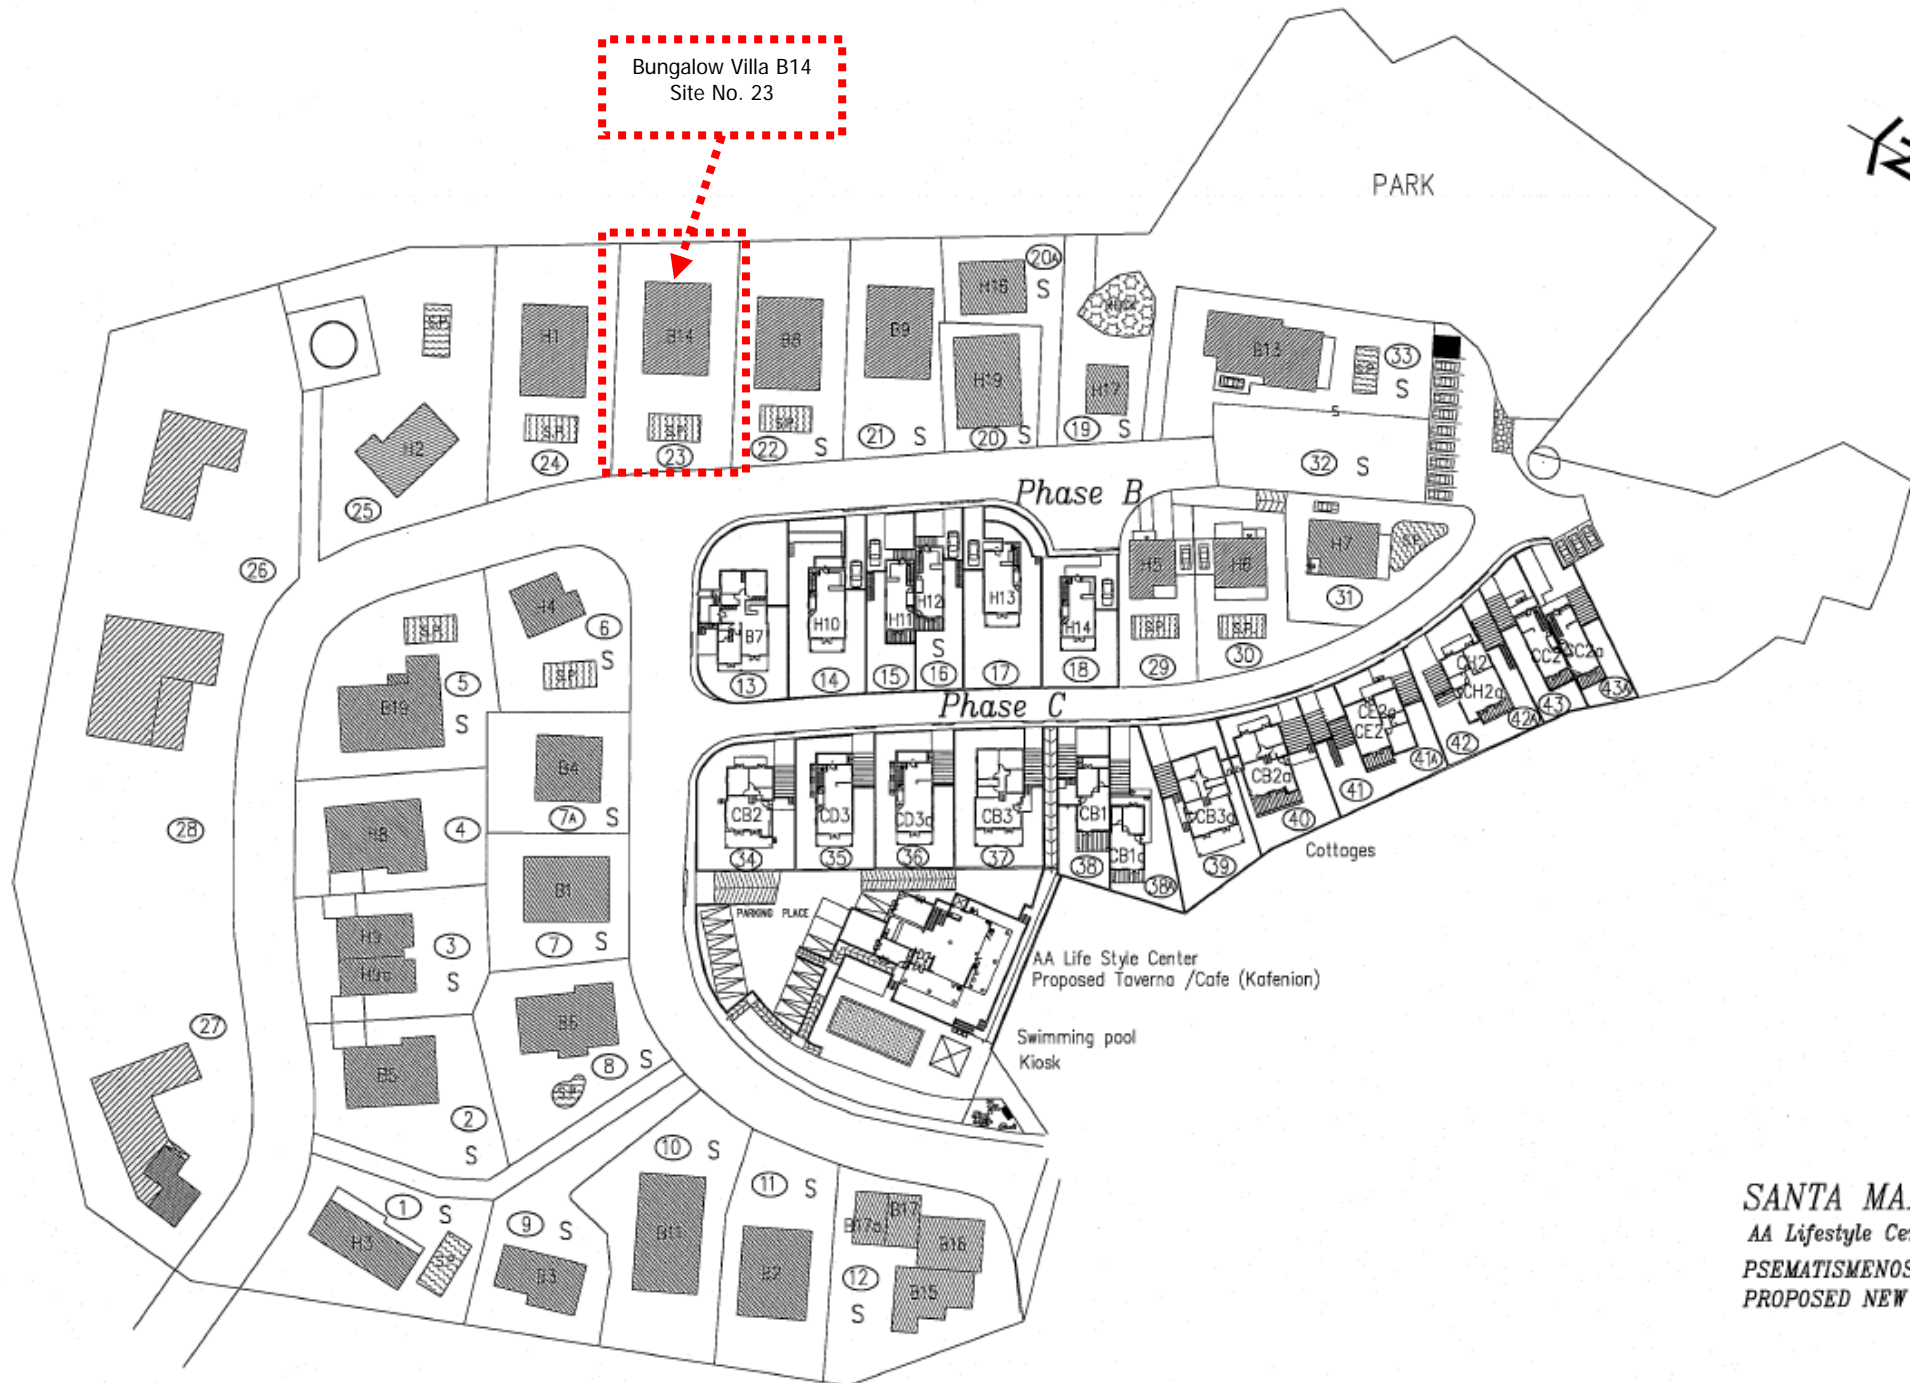 Bungalow Villa B14
Site No. 23
PARK
N
20A
H16
S
ROCK
S.P.
H1
B14
B8
B9
H19
H17
B13
S.P.
33
S
H2
S.P.
24
S.P.
23
S.P.
22
S
21
S
20
S
19
S
S
32
S
25
Phase B
26
H4
6
S
S.P.
S.P.
5
S
B19
B7
13
H10
14
H11
15
H12
S
16
H13
17
H14
18
H5
S.P.
29
H6
S.P.
30
H7
S.P.
31
Phase C
CC2
CC2a
43A
43
CH2
CH2a
42A
42
CE2a
CE2
41A
41
CB2a
40
CB3a
39
Cottages
B4
7A
S
28
H8
4
CB2
34
CD3
35
CD3a
36
CB3
37
CB1
38
CB1a
38A
B1
7
S
PARKING PLACE
H9
H9a
3
S
AA Life Style Center
Proposed Taverna /Cafe (Kafenion)
Swimming pool
Kiosk
27
B6
8
S
S.P.
B5
2
S
10
S
11
S
1
S
H3
S.P.
9
S
B3
B11
B2
B17a
B17
B16
12
S
B15
SANTA MA
AA Lifestyle Ce
PSEMATISMENOS
PROPOSED NEW